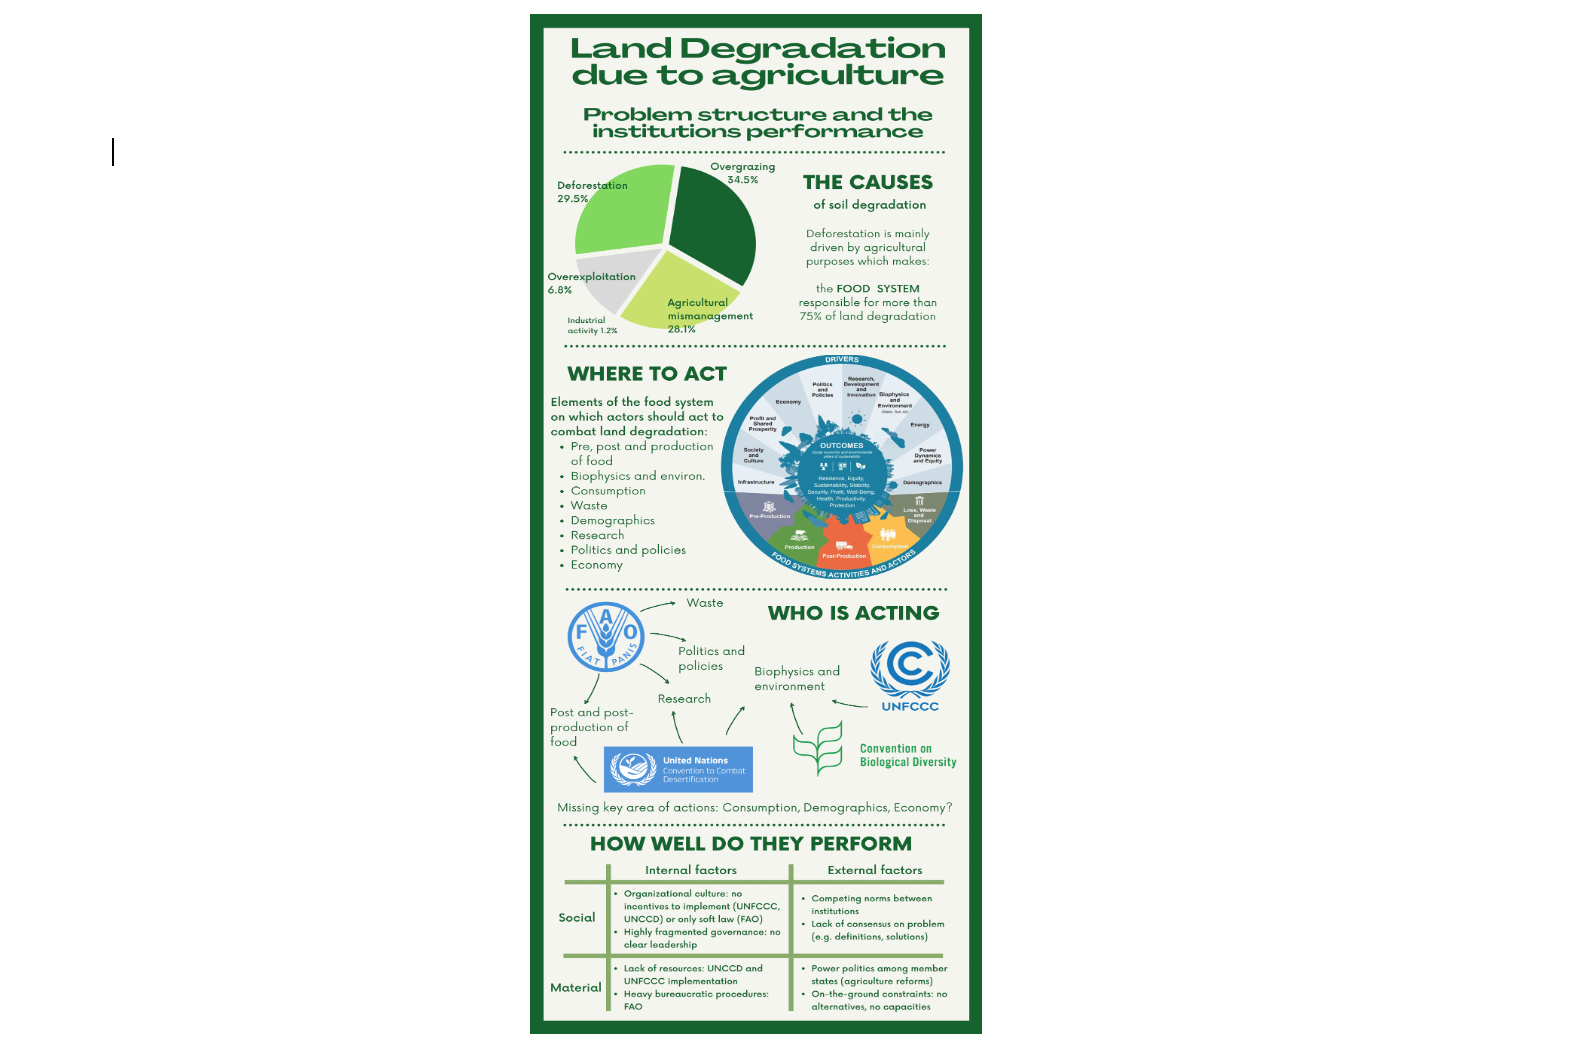 Land Degradation
due to agriculture
Problem structure and the
institutions performance
Overgrazing
34.5%
Deforestation
29.5%
Overexploitation
6.8%
Industrial
activity 1.2%
Agricultural
mismanagement
28.1%
THE CAUSES
of soil degradation
Deforestation is mainly
driven by agricultural
purposes which makes:
the FOOD SYSTEM
responsible for more than
75% of land degradation
WHERE TO ACT
Elements of the food system
on which actors should act to
combat land degradation:
• Pre, post and production
of food
• Biophysics and environ.
• Consumption
• Waste
• Demographics
• Research
• Politics and policies
• Economy
DRIVERS
Infrastructure
Society
and
Culture
Profit and
Shared
Prosperity
Economy
Politics
and
Policies
Research,
Development
and
Innovation
Biophysics
and
Environment
Energy
Power
Dynamics
and Equity
Demographics
OUTCOMES
Social, economic and environmental
pillars of sustainability
Resilience, Equity,
Sustainability, Stability,
Security, Profit, Well-Being,
Health, Productivity,
Protection
Pre-Production
Production
Post-Production
Consumption
Loss, Waste
and
Disposal
FOOD SYSTEMS ACTIVITIES AND ACTORS
WHO IS ACTING
F A O
FIAT PANIS
Waste
Politics and
policies
Research
Post and post-
production of
food
Biophysics and
environment
UNFCCC
United Nations
Convention to Combat
Desertification
Convention on
Biological Diversity
Missing key area of actions: Consumption, Demographics, Economy?
HOW WELL DO THEY PERFORM
Internal factors
External factors
Social
• Organizational culture: no
incentives to implement (UNFCCC,
UNCCD) or only soft law (FAO)
• Highly fragmented governance: no
clear leadership
• Competing norms between
institutions
• Lack of consensus on problem
(e.g. definitions, solutions)
Material
• Lack of resources: UNCCD and
UNFCCC implementation
• Heavy bureaucratic procedures:
FAO
• Power politics among member
states (agriculture reforms)
• On-the-ground constraints: no
alternatives, no capacities